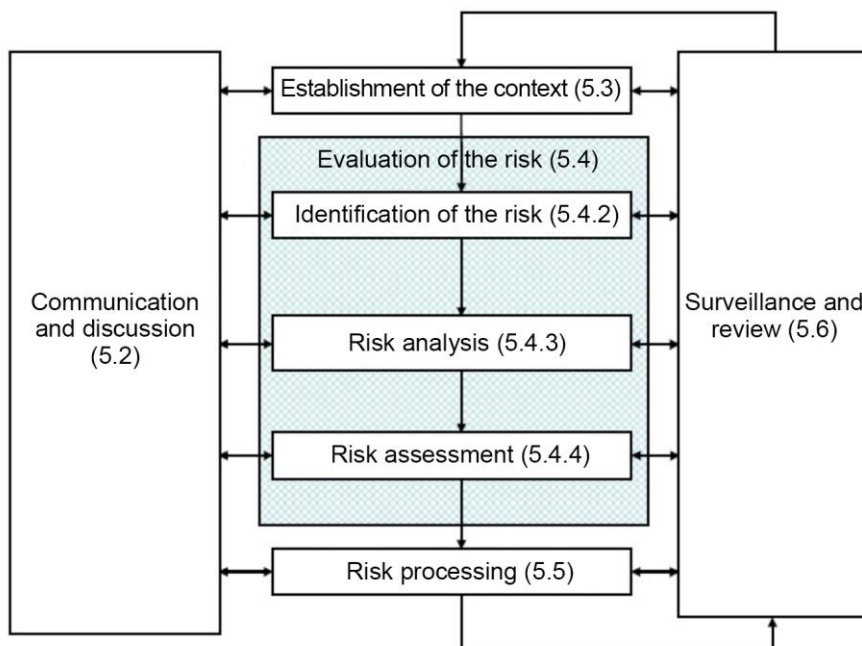 Establishment of the context (5.3)
Evaluation of the risk (5.4)
Identification of the risk (5.4.2)
Communication
and discussion
(5.2)
Risk analysis (5.4.3)
Surveillance and
review (5.6)
Risk assessment (5.4.4)
Risk processing (5.5)